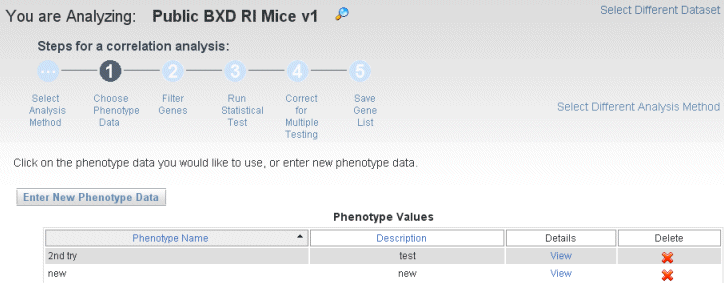 You are Analyzing: Public BXD RI Mice v1
Select Different Dataset
Steps for a correlation analysis:
... 1 2 3 4 5
Select Analysis Method
Choose Phenotype Data
Filter Genes
Run Statistical Test
Correct for Multiple Testing
Save Gene List
Select Different Analysis Method
Click on the phenotype data you would like to use, or enter new phenotype data.
Enter New Phenotype Data
Phenotype Values
Phenotype Name Description Details Delete
2nd try test View
new new View